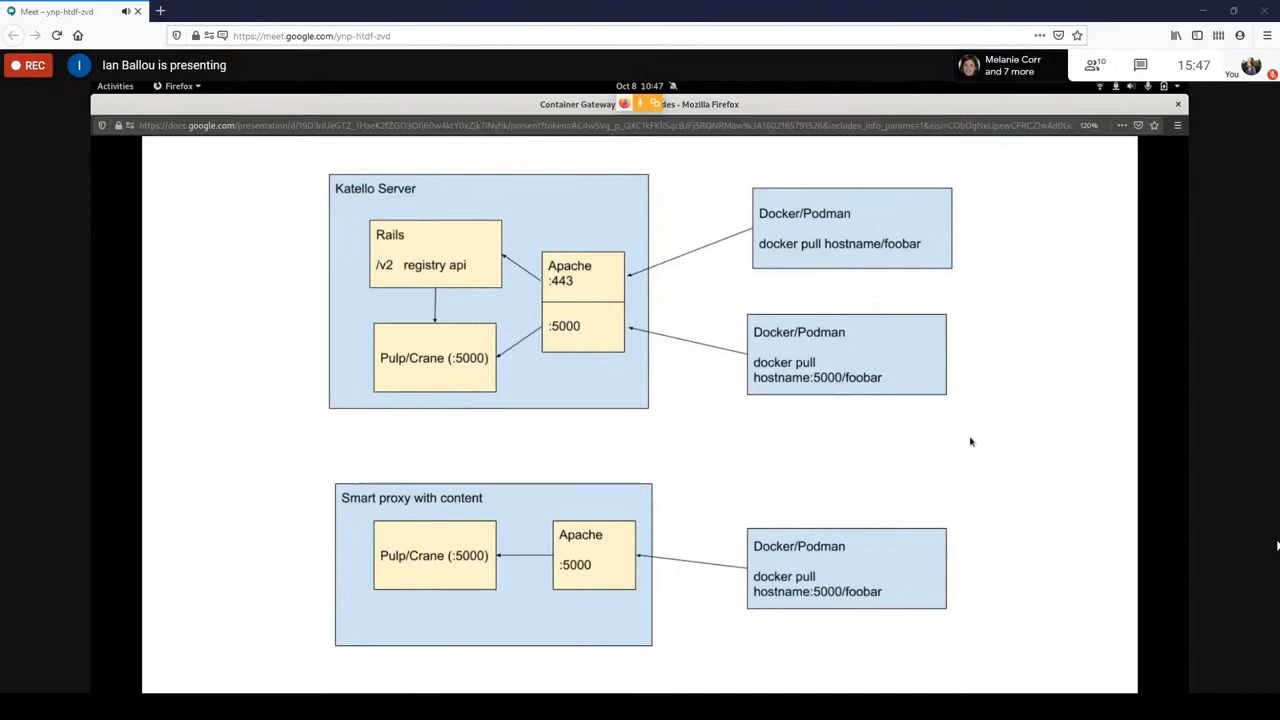 Meet – ynp-htdf-zvd
https://meet.google.com/ynp-htdf-zvd
REC
I
Ian Ballou is presenting
Melanie Corr
and 7 more
10
15:47
You
Activities
Firefox
Oct 8 10:47
Container Gateway
des - Mozilla Firefox
120%
Katello Server
Rails
/v2 registry api
Apache
:443
:5000
Pulp/Crane (:5000)
Docker/Podman
docker pull hostname/foobar
Docker/Podman
docker pull
hostname:5000/foobar
Smart proxy with content
Pulp/Crane (:5000)
Apache
:5000
Docker/Podman
docker pull
hostname:5000/foobar